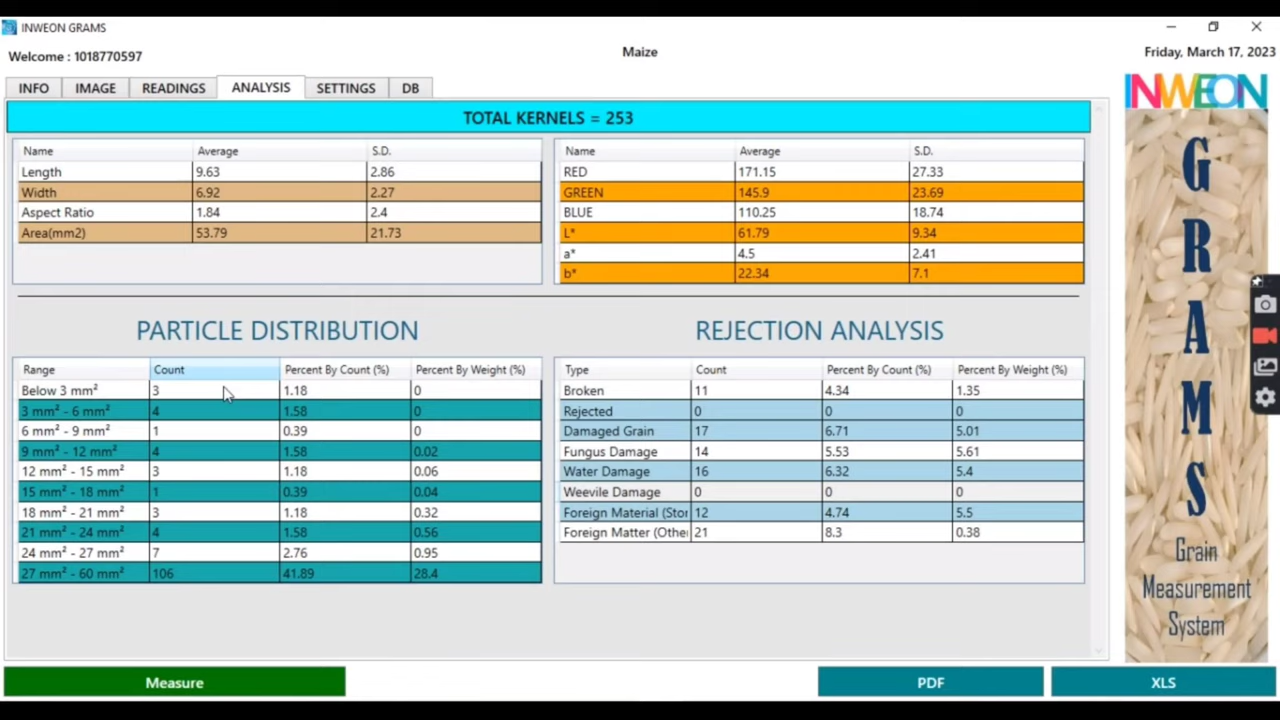 INWEON GRAMS
Welcome : 1018770597
Maize
Friday, March 17, 2023
INFO IMAGE READINGS ANALYSIS SETTINGS DB
TOTAL KERNELS = 253
Name Average S.D.
Length 9.63 2.86
Width 6.92 2.27
Aspect Ratio 1.84 2.4
Area(mm2) 53.79 21.73
Name Average S.D.
RED 171.15 27.33
GREEN 145.9 23.69
BLUE 110.25 18.74
L* 61.79 9.34
a* 4.5 2.41
b* 22.34 7.1
PARTICLE DISTRIBUTION
Range Count Percent By Count (%) Percent By Weight (%)
Below 3 mm² 3 1.18 0
3 mm² - 6 mm² 4 1.58 0
6 mm² - 9 mm² 1 0.39 0
9 mm² - 12 mm² 4 1.58 0.02
12 mm² - 15 mm² 3 1.18 0.06
15 mm² - 18 mm² 1 0.39 0.04
18 mm² - 21 mm² 3 1.18 0.32
21 mm² - 24 mm² 4 1.58 0.56
24 mm² - 27 mm² 7 2.76 0.95
27 mm² - 60 mm² 106 41.89 28.4
REJECTION ANALYSIS
Type Count Percent By Count (%) Percent By Weight (%)
Broken 11 4.34 1.35
Rejected 0 0 0
Damaged Grain 17 6.71 5.01
Fungus Damage 14 5.53 5.61
Water Damage 16 6.32 5.4
Weevile Damage 0 0 0
Foreign Material (Stor 12 4.74 5.5
Foreign Matter (Other 21 8.3 0.38
INWEON
GRAMS
Grain
Measurement
System
Measure
PDF
XLS